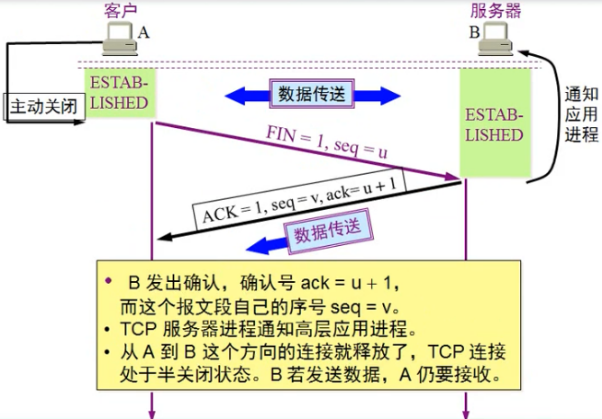 客户
服务器
A
B
ESTAB-
LISHED
主动关闭
数据传送
ESTAB-
LISHED
通知
应用
进程
FIN = 1, seq = u
ACK = 1, seq = v, ack= u + 1
数据传送
• B 发出确认，确认号 ack = u + 1，
而这个报文段自己的序号 seq = v。
• TCP 服务器进程通知高层应用进程。
• 从 A 到 B 这个方向的连接就释放了，TCP 连接
处于半关闭状态。B 若发送数据，A 仍要接收。